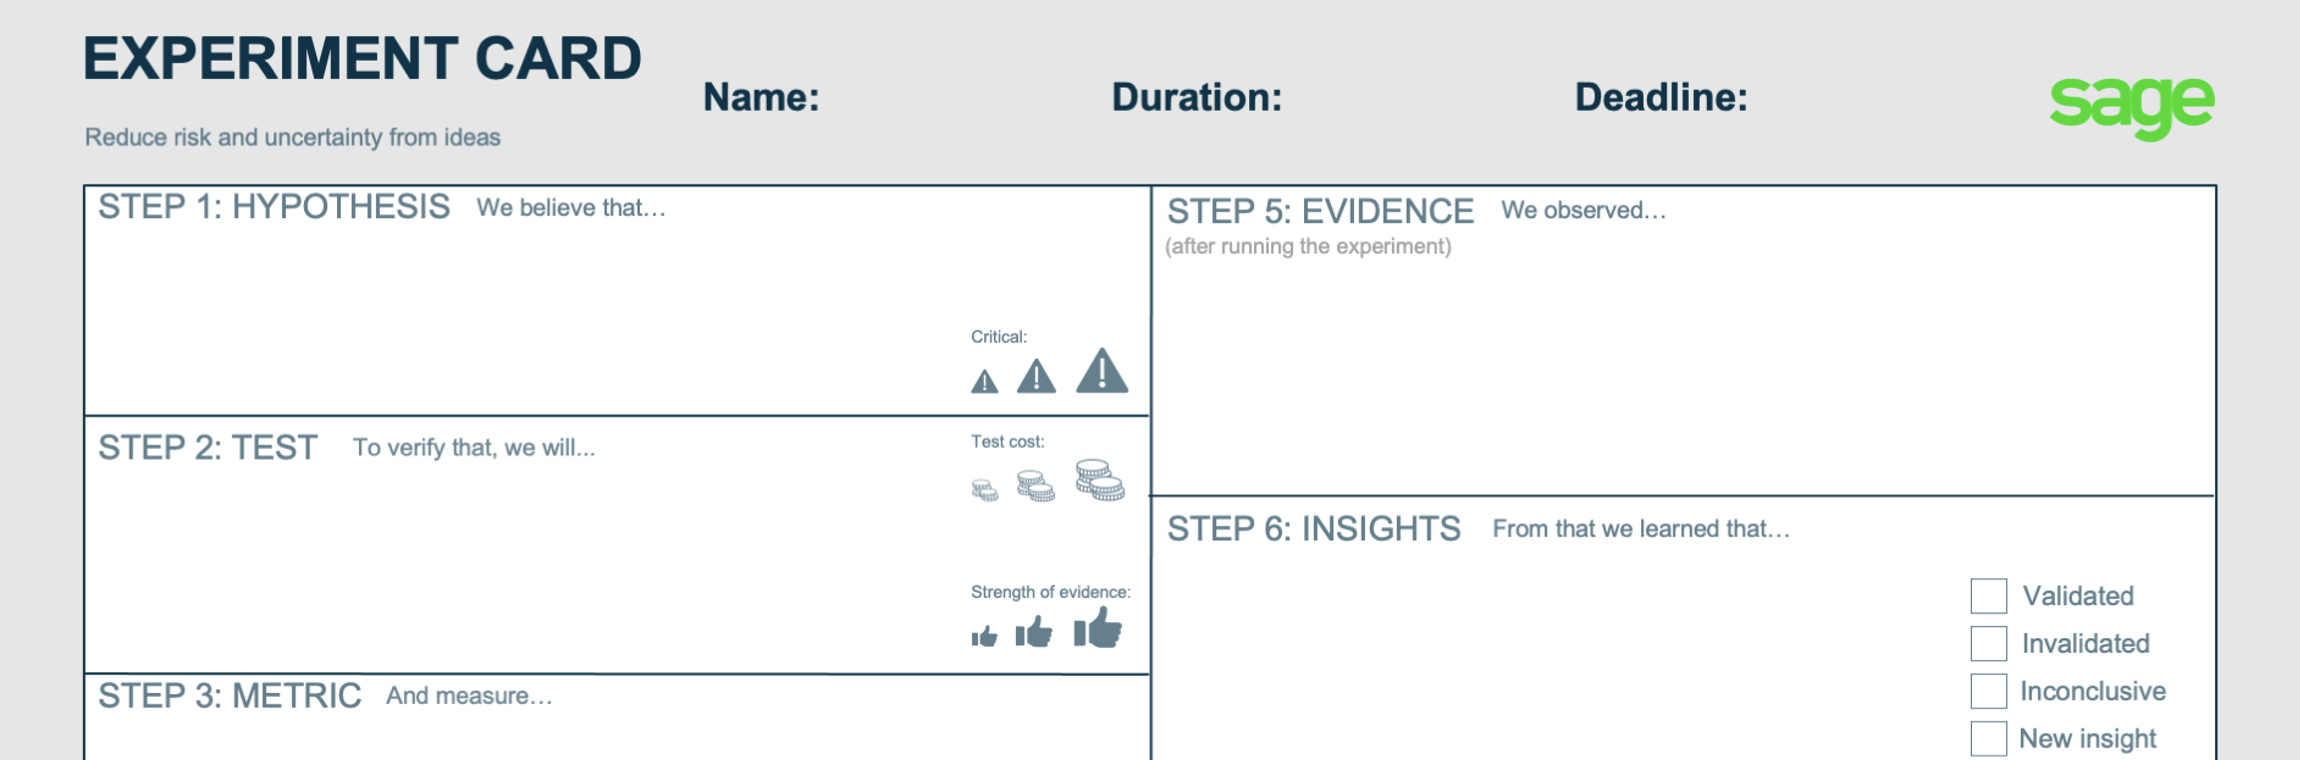 EXPERIMENT CARD
Reduce risk and uncertainty from ideas
Name:
Duration:
Deadline:
sage
STEP 1: HYPOTHESIS We believe that…
Critical:
STEP 2: TEST To verify that, we will...
Test cost:
Strength of evidence:
STEP 3: METRIC And measure…
STEP 5: EVIDENCE We observed…
(after running the experiment)
STEP 6: INSIGHTS From that we learned that…
Validated
Invalidated
Inconclusive
New insight